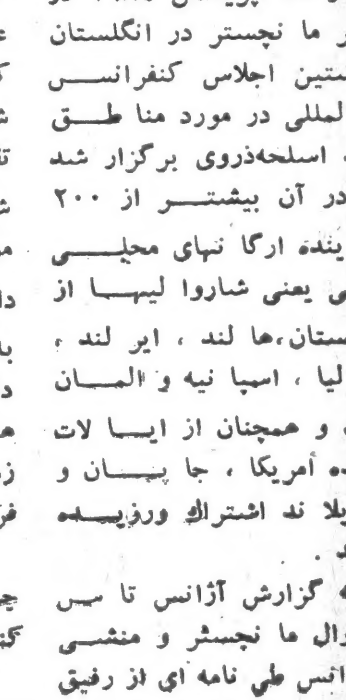 ر ما نچستر در انگلستان
ستین اجلاس کنفرانس
لمللی در مورد منا طق
اسلحه‌ذروی برگزار شد
در آن بیشتر از ۲۰۰
ینده ارگا نهای محلی
ی یعنی شاروا لیها از
ستان،ها لند ، ایر لند ،
لیا ، اسپا نیه و المان
و همچنان از ایا لات
ده امریکا ، جا پان و
یلا ند اشتراك ورزیده
د .
ه گزارش آژانس تا س
رال ما نچستر و منشی
انس طی نامه ای از رفیق